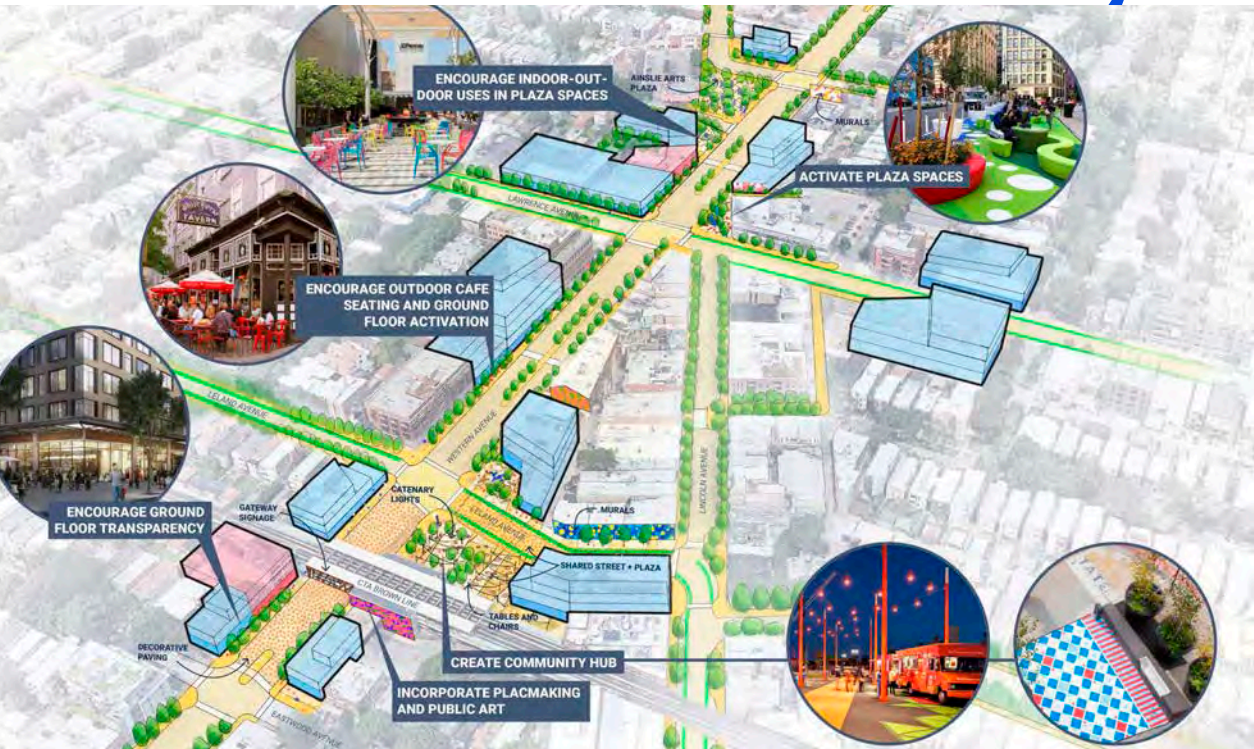 ENCOURAGE INDOOR-OUT-
DOOR USES IN PLAZA SPACES
AINSLIE ARTS
PLAZA
MURALS
ACTIVATE PLAZA SPACES
LAWRENCE AVENUE
TAVERN
ENCOURAGE OUTDOOR CAFE
SEATING AND GROUND
FLOOR ACTIVATION
LELAND AVENUE
WESTERN AVENUE
LINCOLN AVENUE
ENCOURAGE GROUND
FLOOR TRANSPARENCY
GATEWAY
SIGNAGE
CATENARY
LIGHTS
LELAND AVENUE
MURALS
SHARED STREET + PLAZA
CTA BROWN LINE
TABLES AND
CHAIRS
DECORATIVE
PAVING
CREATE COMMUNITY HUB
INCORPORATE PLACMAKING
AND PUBLIC ART
EASTWOOD AVENUE